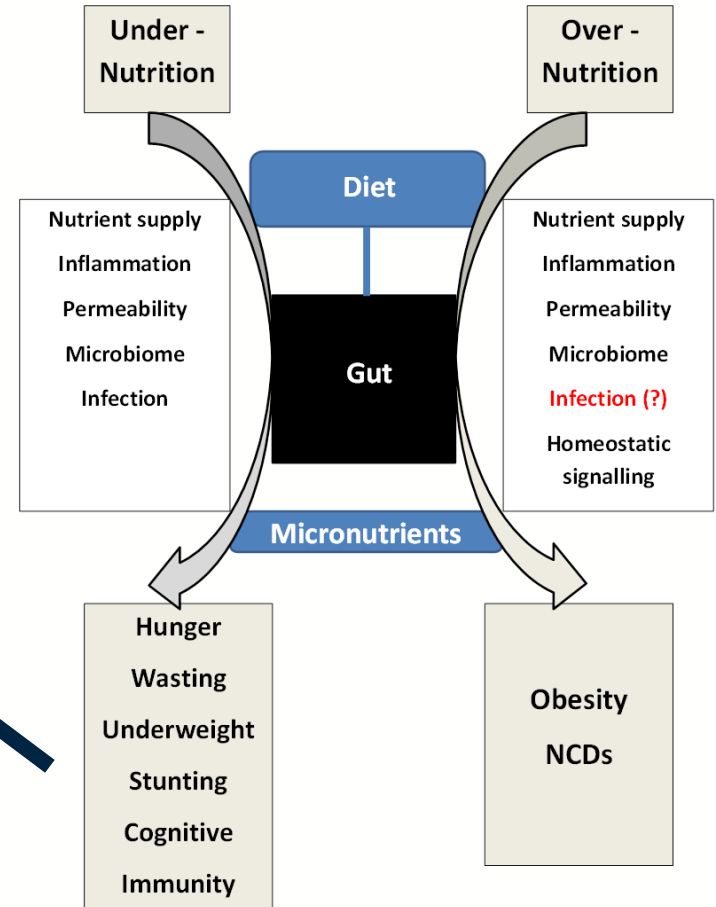 Under -
Nutrition
Over -
Nutrition
Diet
Nutrient supply
Inflammation
Permeability
Microbiome
Infection
Gut
Nutrient supply
Inflammation
Permeability
Microbiome
Infection (?)
Homeostatic
signalling
Micronutrients
Hunger
Wasting
Underweight
Stunting
Cognitive
Immunity
Obesity
NCDs